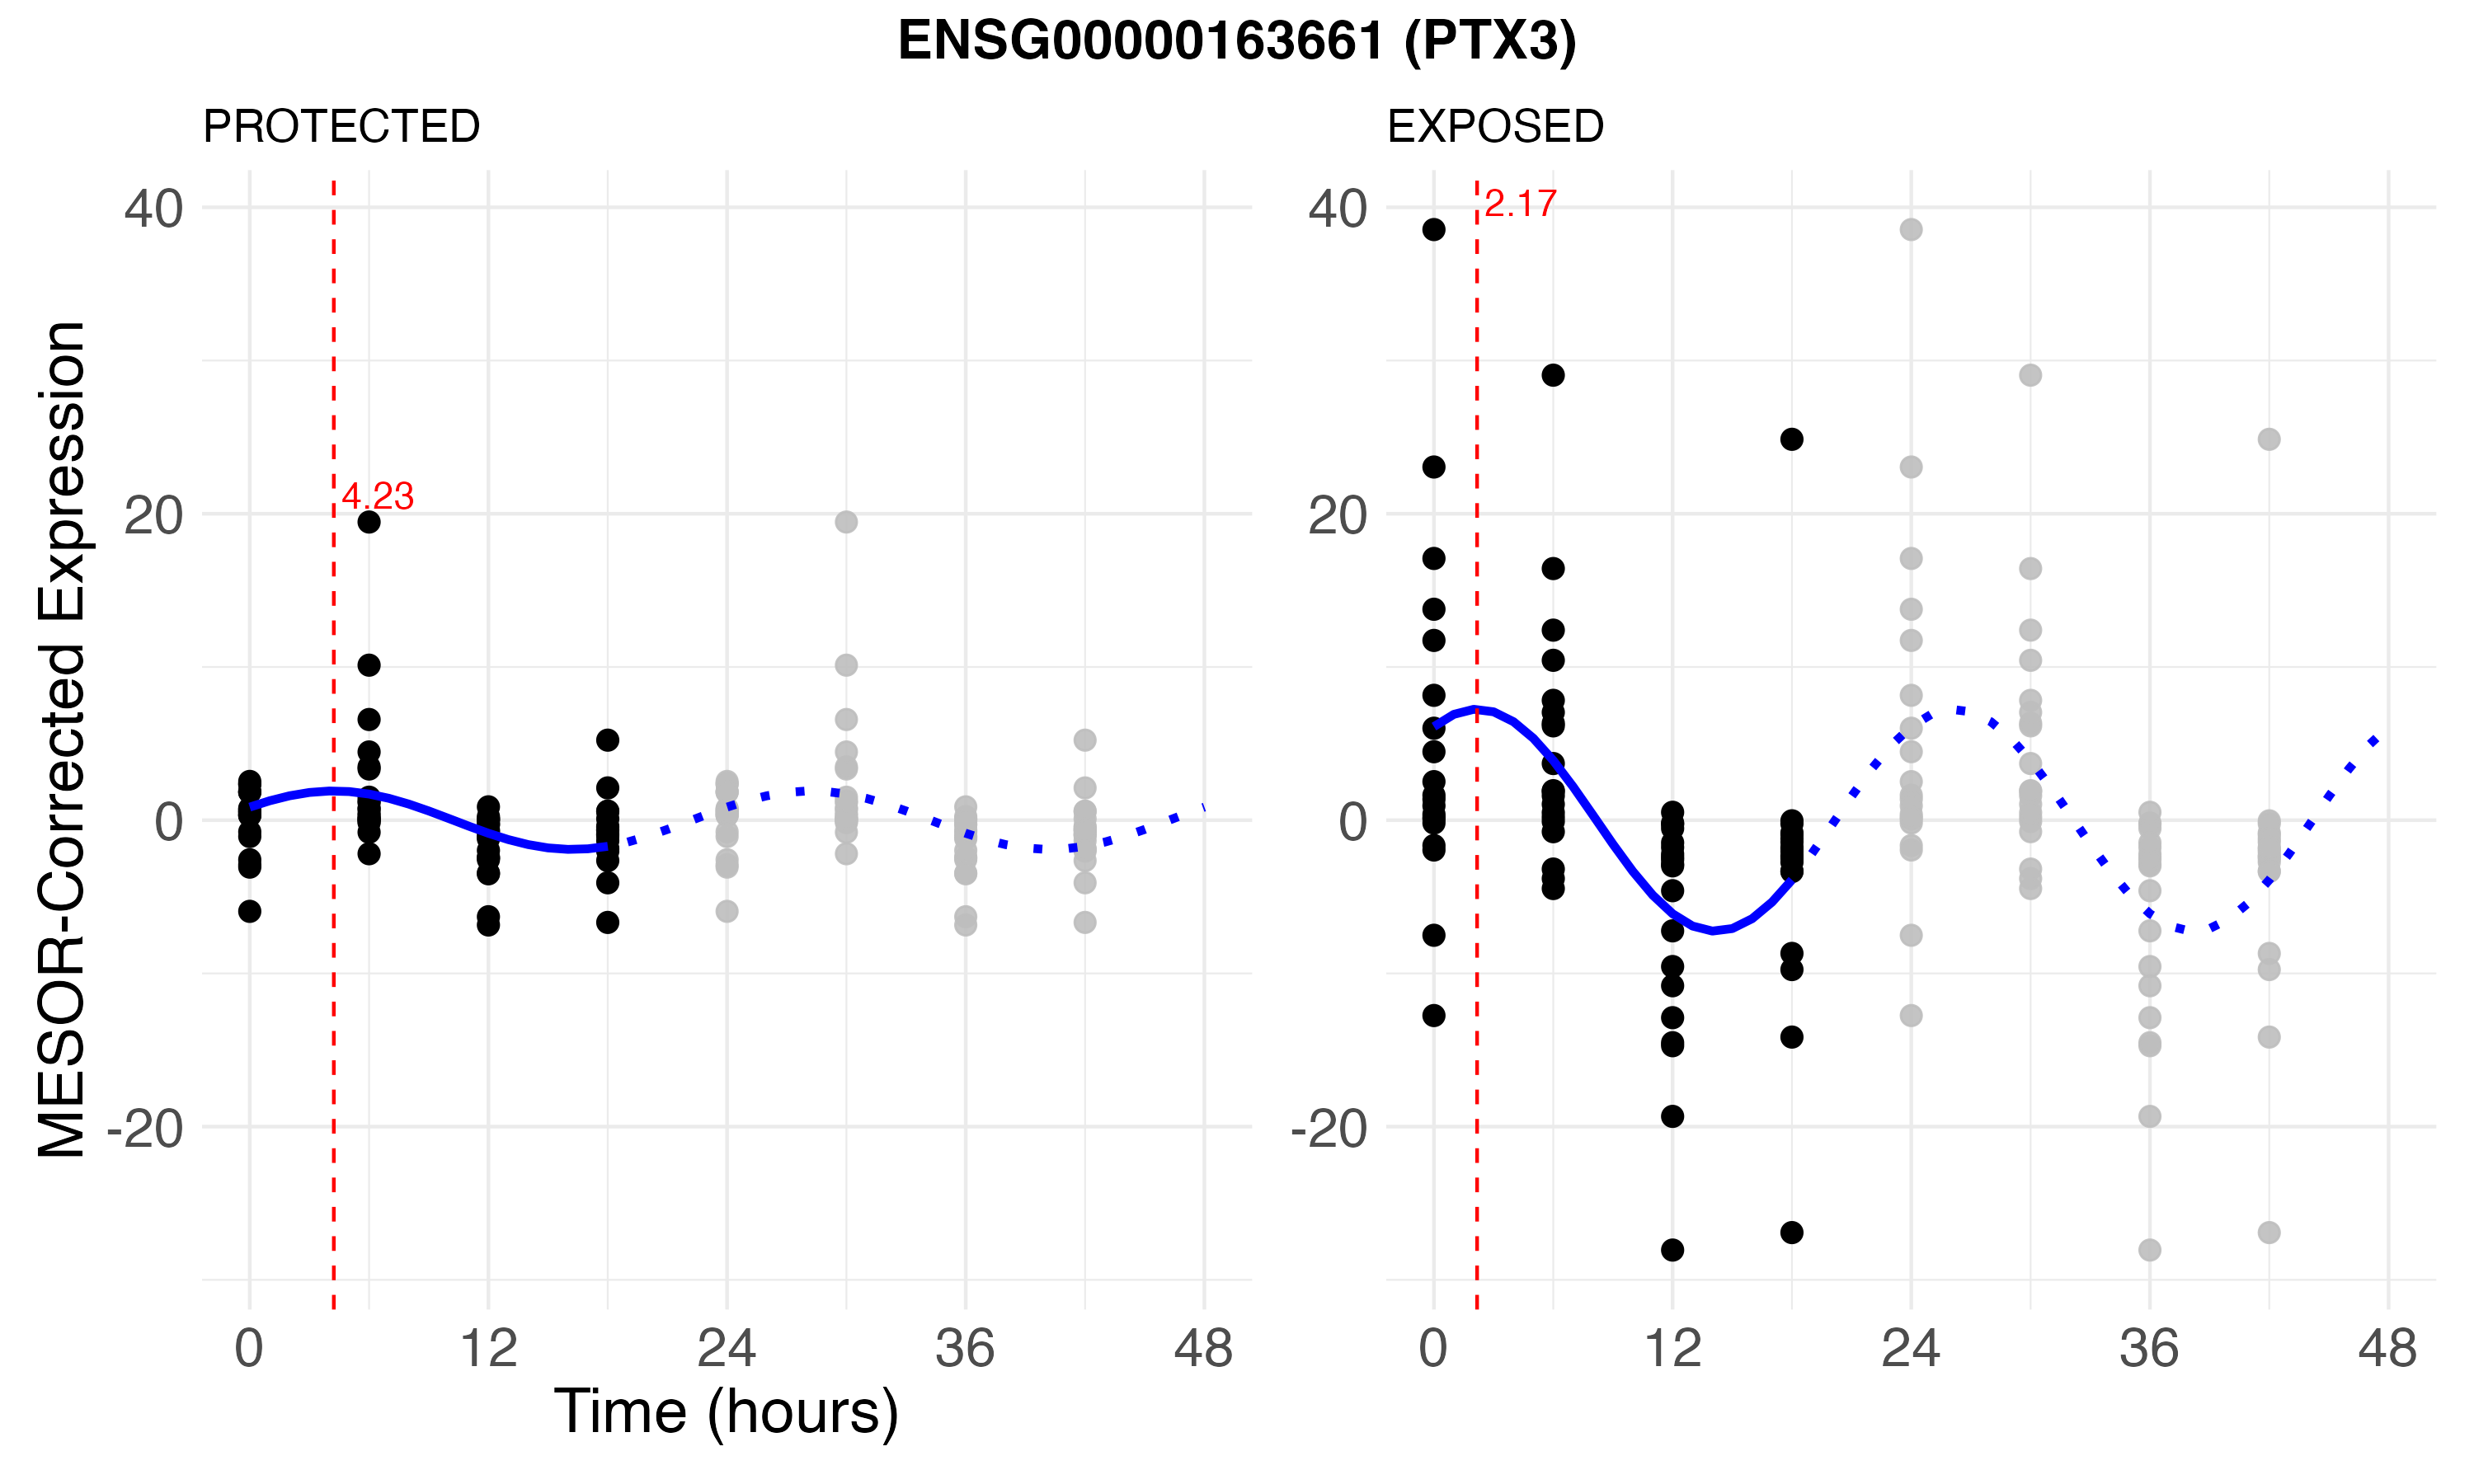 ENSG00000163661 (PTX3)
PROTECTED
EXPOSED
MESOR-Corrected Expression
40
20
0
-20
4.23
0 12 24 36 48
40
20
0
-20
2.17
0 12 24 36 48
Time (hours)